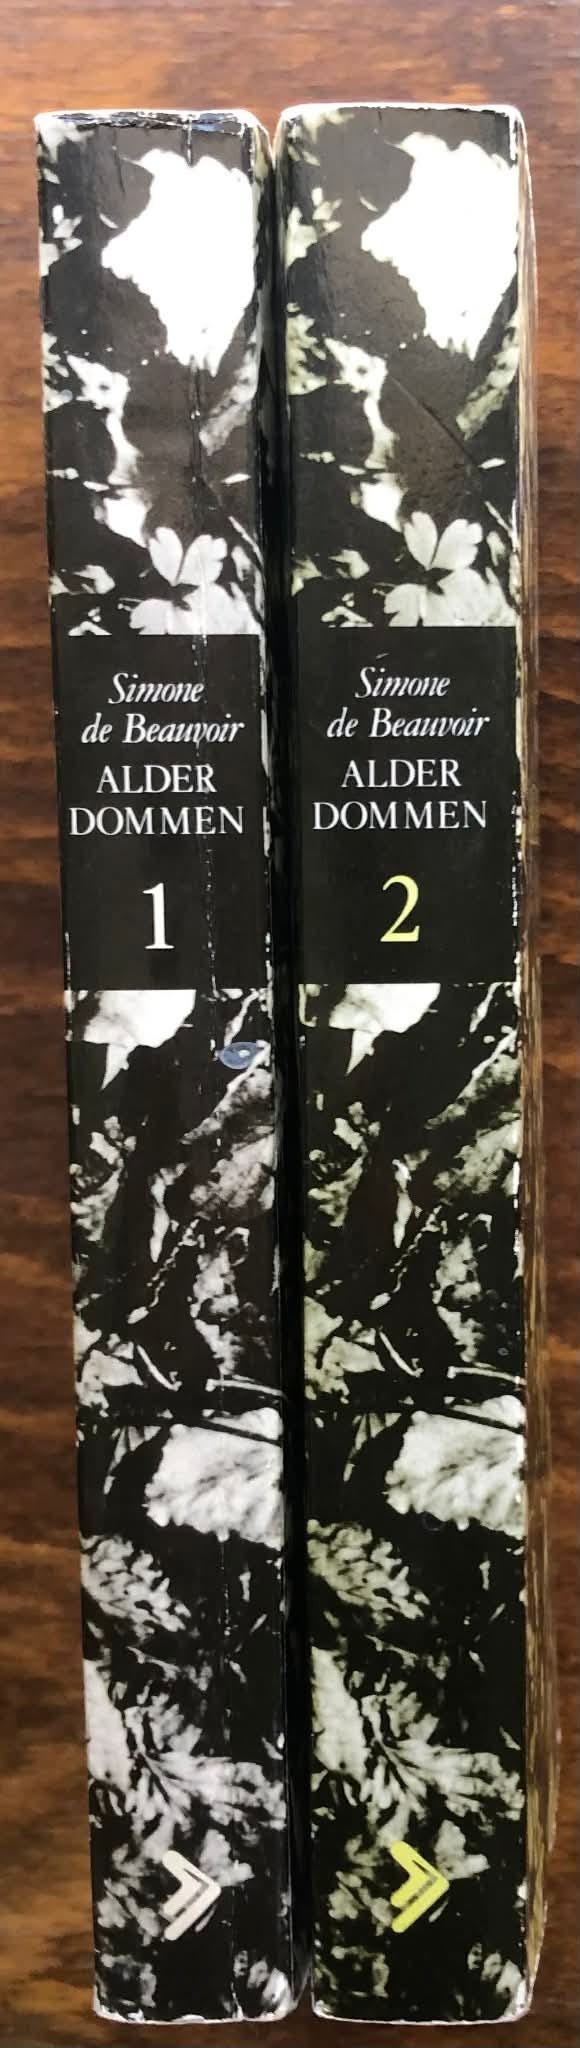 Simone
de Beauvoir
ALDER
DOMMEN
1
Simone
de Beauvoir
ALDER
DOMMEN
2